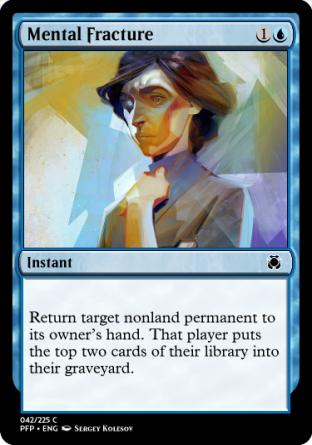 Mental Fracture 1
Instant
Return target nonland permanent to
its owner's hand. That player puts
the top two cards of their library into
their graveyard.
042/225 C
PFP • ENG Sergey Kolesov